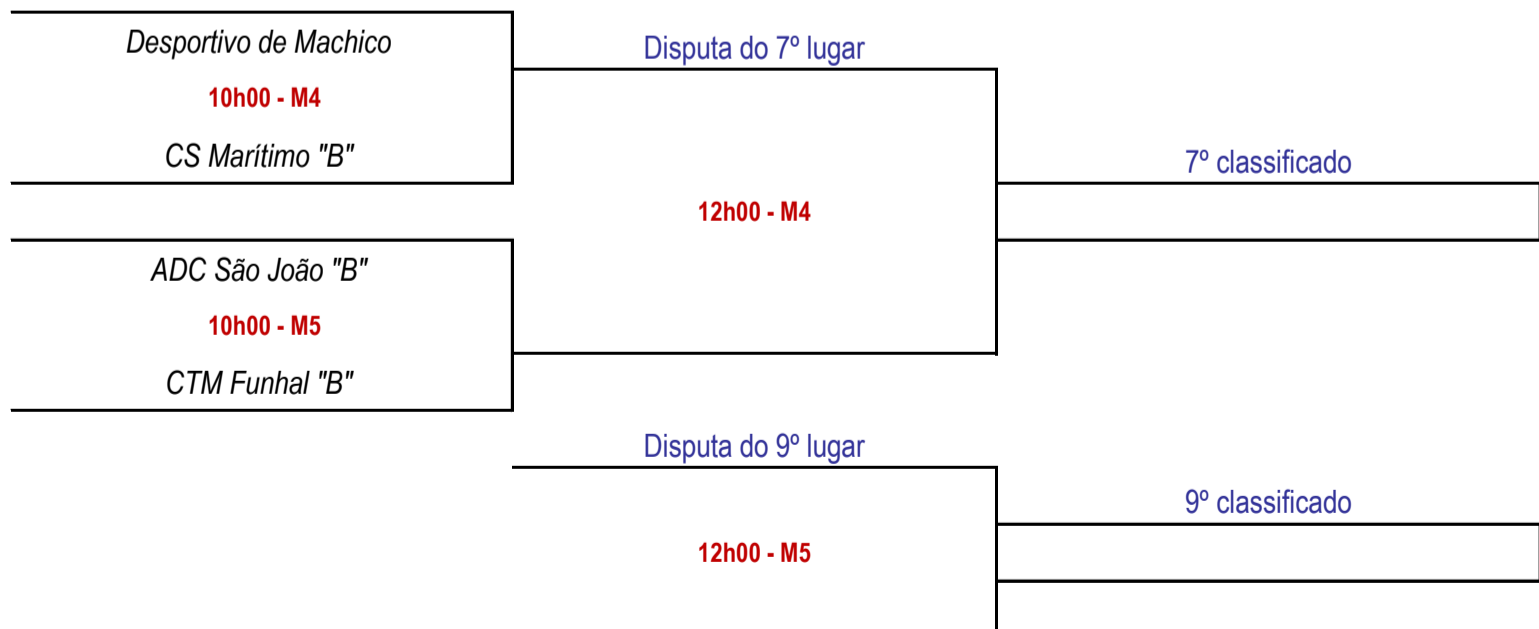 Desportivo de Machico
10h00 - M4
CS Marítimo "B"
Disputa do 7º lugar
12h00 - M4
7º classificado
ADC São João "B"
10h00 - M5
CTM Funhal "B"
Disputa do 9º lugar
12h00 - M5
9º classificado